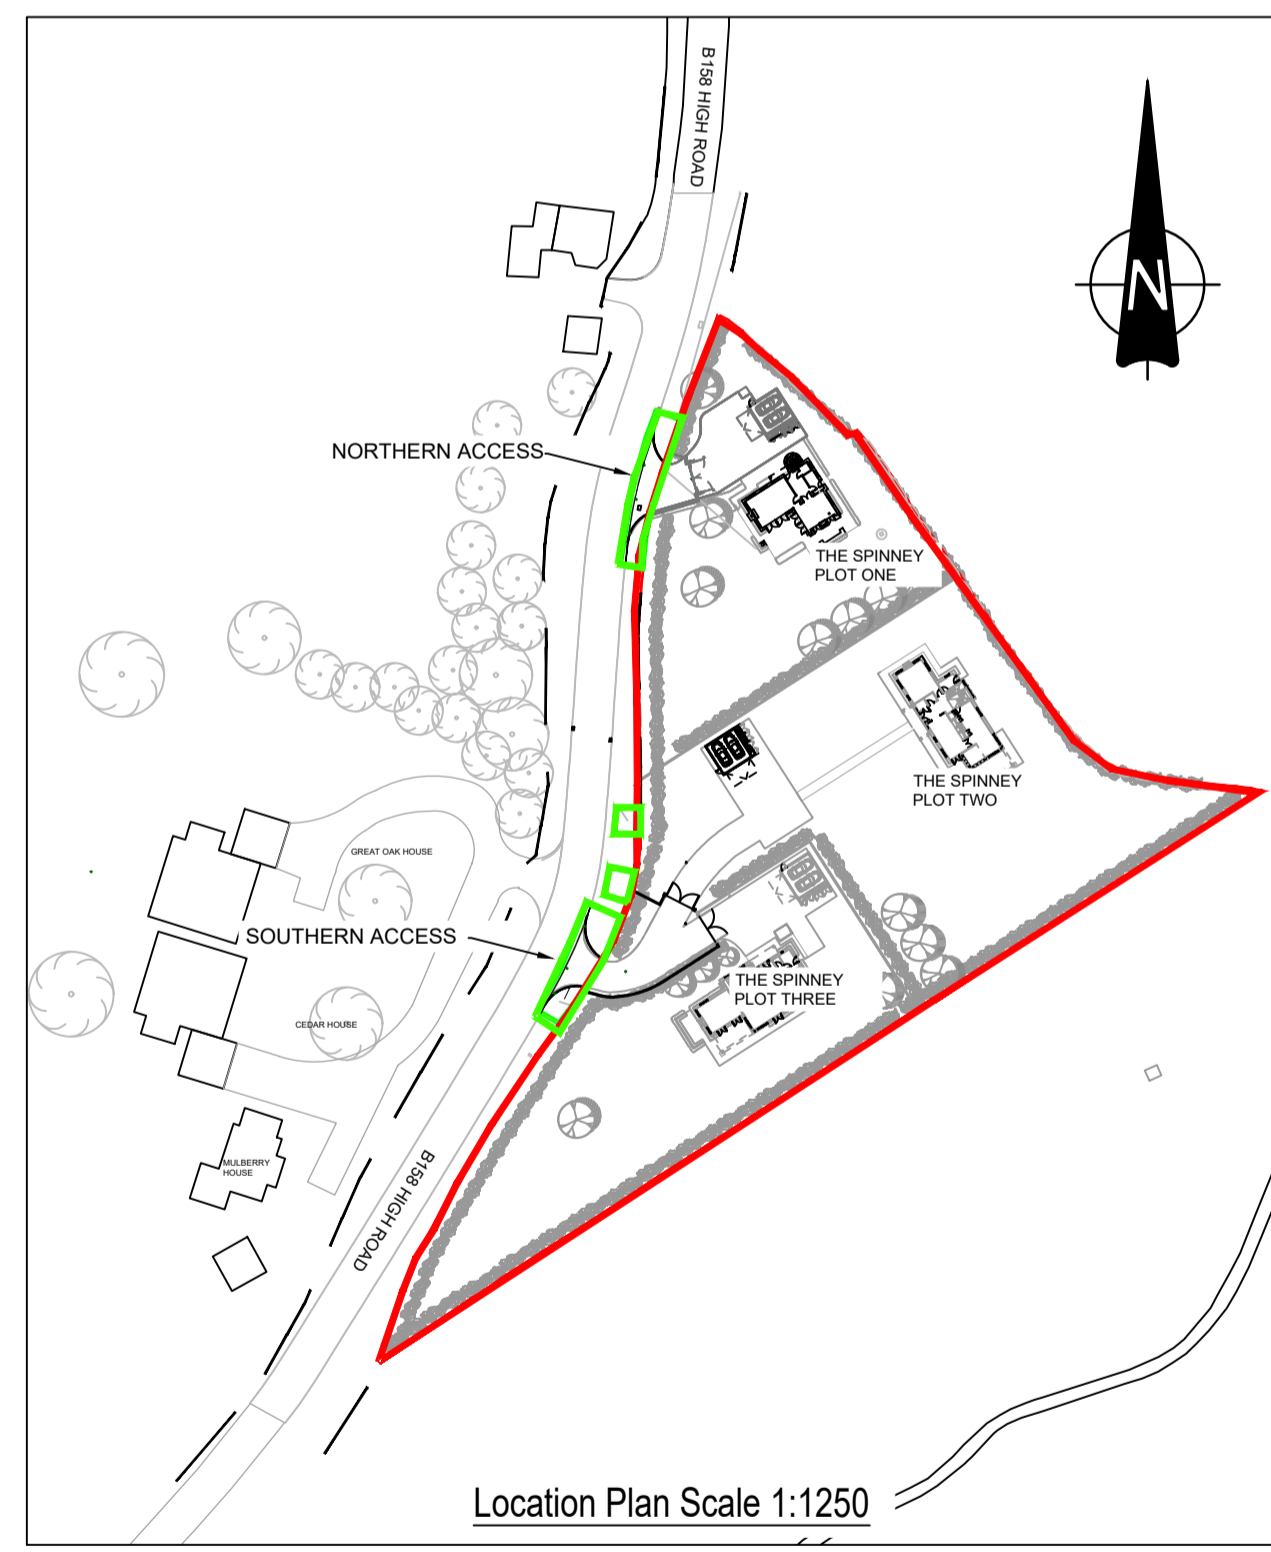 B158 HIGH ROAD
N
NORTHERN ACCESS
THE SPINNEY
PLOT ONE
THE SPINNEY
PLOT TWO
GREAT OAK HOUSE
SOUTHERN ACCESS
THE SPINNEY
PLOT THREE
CEDAR HOUSE
MULBERRY
HOUSE
B158 HIGH ROAD
Location Plan Scale 1:1250